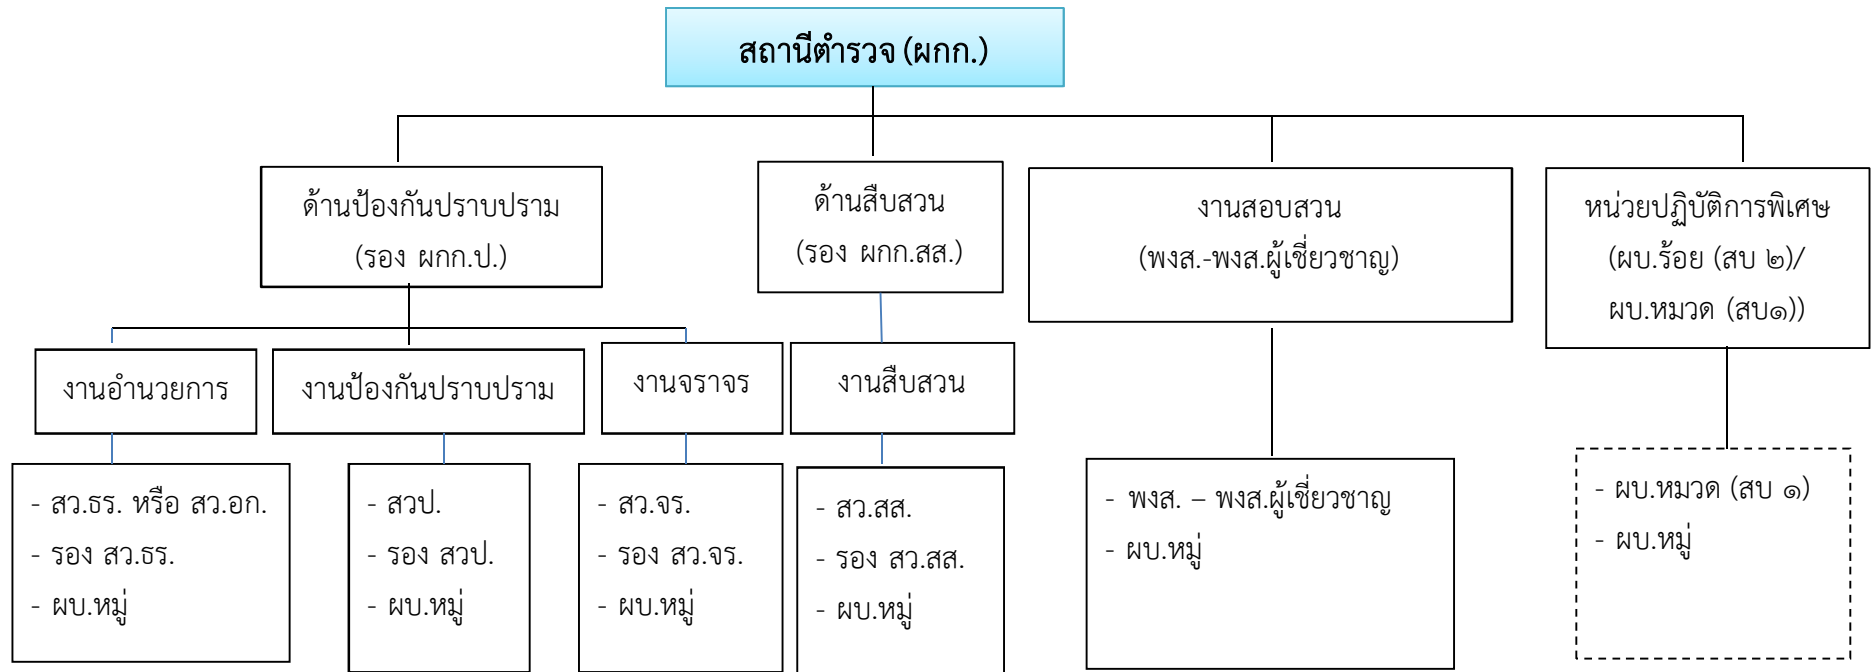 สถานีตำรวจ (ผกก.)
ด้านป้องกันปราบปราม
(รอง ผกก.ป.)
ด้านสืบสวน
(รอง ผกก.สส.)
งานสอบสวน
(พงส.-พงส.ผู้เชี่ยวชาญ)
หน่วยปฏิบัติการพิเศษ
(ผบ.ร้อย (สบ ๒)/
ผบ.หมวด (สบ๑))
งานอำนวยการ
งานป้องกันปราบปราม
งานจราจร
งานสืบสวน
- สว.ธร. หรือ สว.อก.
- รอง สว.ธร.
- ผบ.หมู่
- สวป.
- รอง สวป.
- ผบ.หมู่
- สว.จร.
- รอง สว.จร.
- ผบ.หมู่
- สว.สส.
- รอง สว.สส.
- ผบ.หมู่
- พงส. – พงส.ผู้เชี่ยวชาญ
- ผบ.หมู่
- ผบ.หมวด (สบ ๑)
- ผบ.หมู่